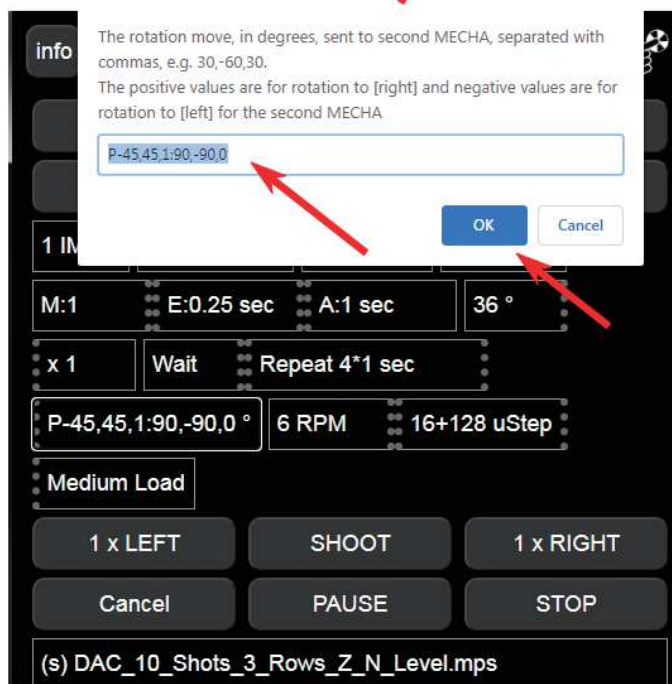 info
The rotation move, in degrees, sent to second MECHA, separated with
commas, e.g. 30,-60,30.
The positive values are for rotation to [right] and negative values are for
rotation to [left] for the second MECHA
P-45,45,1:90,-90,0
OK Cancel
1 IM
M:1 E:0.25 sec A:1 sec 36 °
x 1 Wait Repeat 4*1 sec
P-45,45,1:90,-90,0 ° 6 RPM 16+128 uStep
Medium Load
1 x LEFT SHOOT 1 x RIGHT
Cancel PAUSE STOP
(s) DAC_10_Shots_3_Rows_Z_N_Level.mps